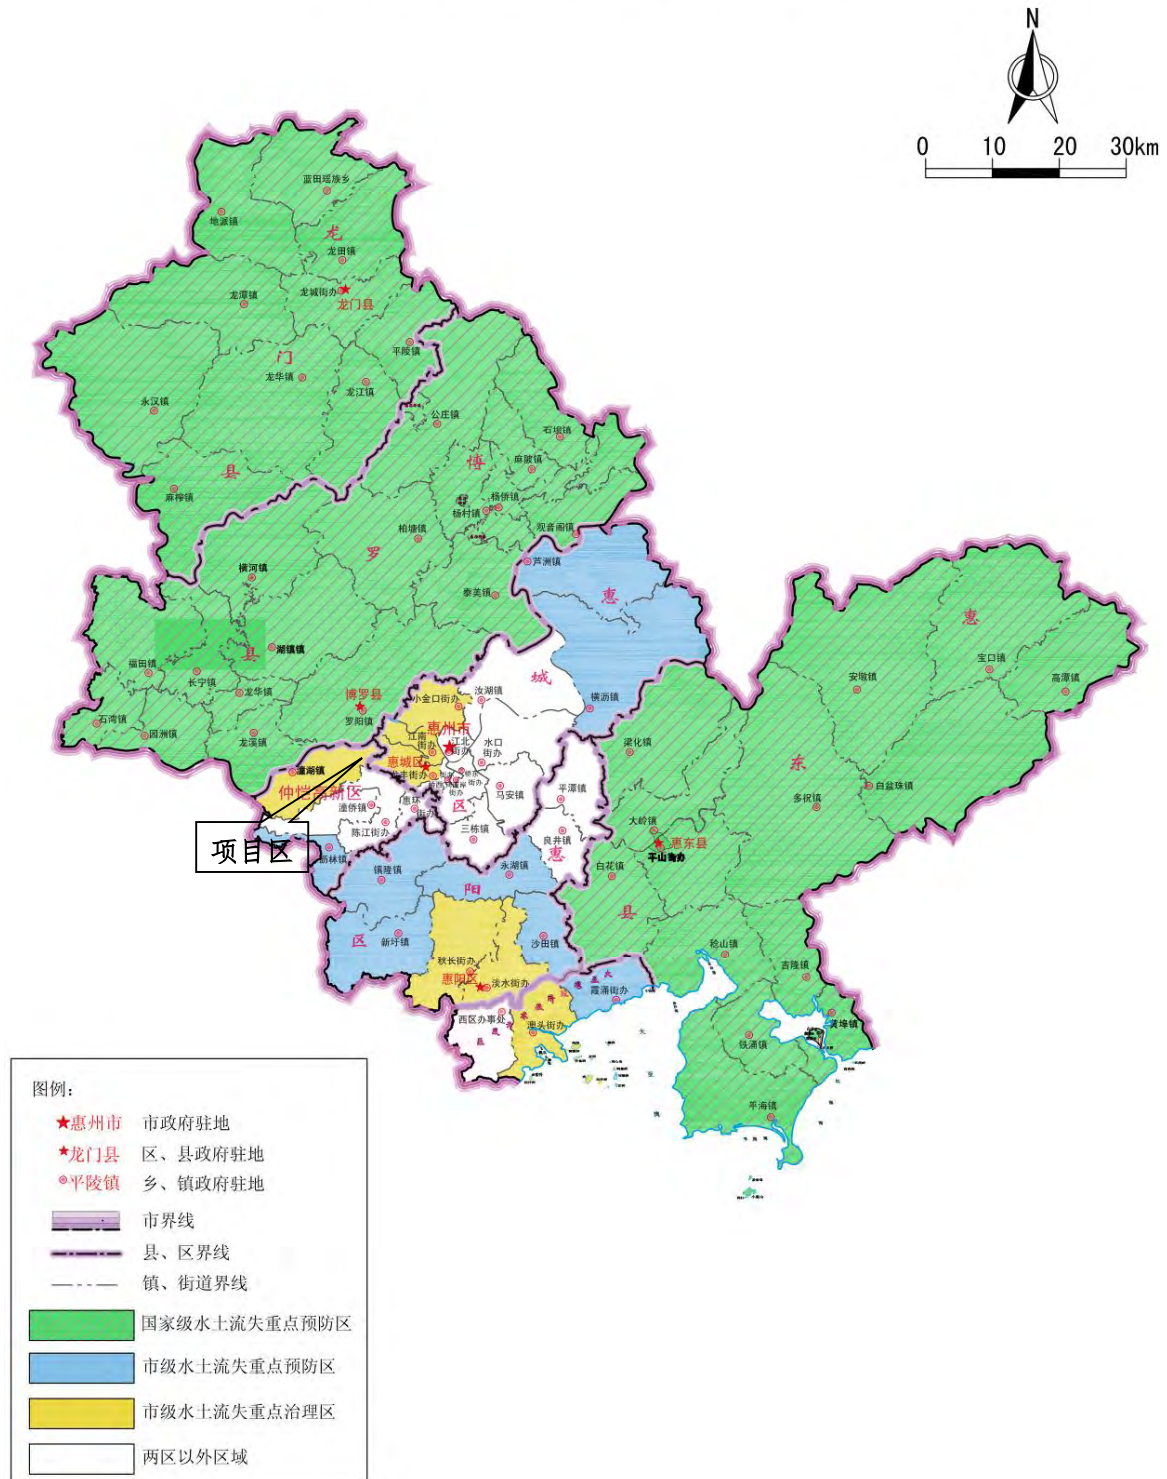 N
0 10 20 30km
蓝田瑶族乡
地派镇
龙
龙田镇
龙潭镇
龙城街办
龙门县
平陵镇
门
龙华镇
龙江镇
永汉镇
公庄镇
石坝镇
博
麻陂镇
县
麻榨镇
杨侨镇
杨村镇
柏塘镇
观音阁镇
罗
芦洲镇
横河镇
泰美镇
惠
惠
县
湖镇镇
福田镇
长宁镇
龙华镇
城
宝口镇
安墩镇
高潭镇
博罗县
罗阳镇
小金口街办
汝湖镇
横沥镇
石湾镇
园洲镇
龙溪镇
惠州市
江南
街办
江北
街办
水口
街办
梁化镇
东
惠城区
潼湖镇
仲恺高新区
马安镇
平潭镇
白盆珠镇
多祝镇
潼侨镇
惠环
街办
区
陈江街办
三栋镇
大岭镇
惠东县
平山街办
良井镇
惠
项目区
沥林镇
镇隆镇
永湖镇
阳
白花镇
县
区
新圩镇
沙田镇
稔山镇
秋长街办
惠阳区
淡水街办
吉隆镇
霞涌街办
西区办事处
澳头街办
区
黄埠镇
铁涌镇
平海镇
图例：
惠州市 市政府驻地
龙门县 区、县政府驻地
平陵镇 乡、镇政府驻地
市界线
县、区界线
镇、街道界线
国家级水土流失重点预防区
市级水土流失重点预防区
市级水土流失重点治理区
两区以外区域